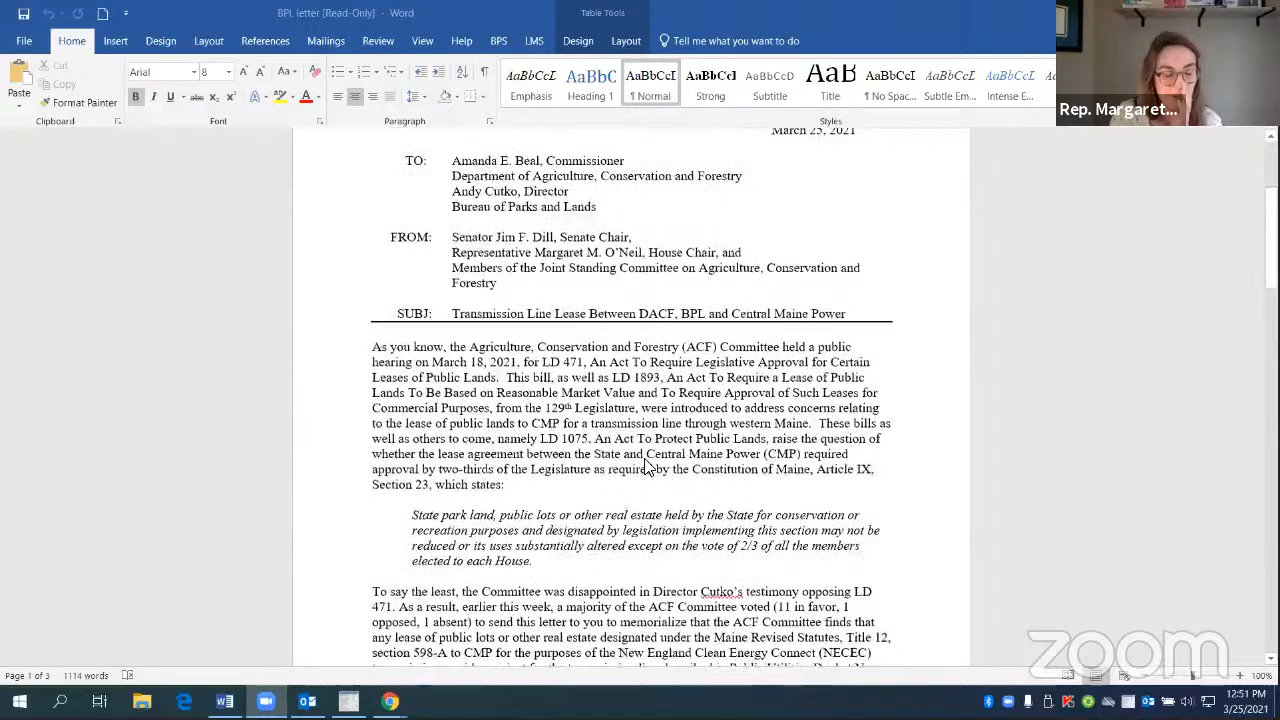 BPL letter [Read-Only] - Word
Table Tools
File Home Insert Draw Design Layout References Mailings Review View Help BPS LMS Design Layout Tell me what you want to do
Cut
Copy
Paste
Format Painter
Arial 8
AaBbCcL AaBbC AaBbCcI AaBbCcI AaBbCcD AaB AaBbCcI AaBbCcL AaBbCcL
Emphasis Heading 1 ¶ Normal Strong Subtitle Title ¶ No Spac... Subtle Em... Intense E...
Clipboard Font Paragraph Styles
Rep. Margaret...
March 25, 2021
TO: Amanda E. Beal, Commissioner
Department of Agriculture, Conservation and Forestry
Andy Cutko, Director
Bureau of Parks and Lands
FROM: Senator Jim F. Dill, Senate Chair,
Representative Margaret M. O'Neil, House Chair, and
Members of the Joint Standing Committee on Agriculture, Conservation and
Forestry
SUBJ: Transmission Line Lease Between DACF, BPL and Central Maine Power
As you know, the Agriculture, Conservation and Forestry (ACF) Committee held a public
hearing on March 18, 2021, for LD 471, An Act To Require Legislative Approval for Certain
Leases of Public Lands. This bill, as well as LD 1893, An Act To Require a Lease of Public
Lands To Be Based on Reasonable Market Value and To Require Approval of Such Leases for
Commercial Purposes, from the 129th Legislature, were introduced to address concerns relating
to the lease of public lands to CMP for a transmission line through western Maine. These bills as
well as others to come, namely LD 1075, An Act To Protect Public Lands, raise the question of
whether the lease agreement between the State and Central Maine Power (CMP) required
approval by two-thirds of the Legislature as required by the Constitution of Maine, Article IX,
Section 23, which states:
State park land, public lots or other real estate held by the State for conservation or
recreation purposes and designated by legislation implementing this section may not be
reduced or its uses substantially altered except on the vote of 2/3 of all the members
elected to each House.
To say the least, the Committee was disappointed in Director Cutko's testimony opposing LD
471. As a result, earlier this week, a majority of the ACF Committee voted (11 in favor, 1
opposed, 1 absent) to send this letter to you to memorialize that the ACF Committee finds that
any lease of public lots or other real estate designated under the Maine Revised Statutes, Title 12,
section 598-A to CMP for the purposes of the New England Clean Energy Connect (NECEC)
zoom
Page 1 of 3 1114 words 100%
12:51 PM
3/25/2021